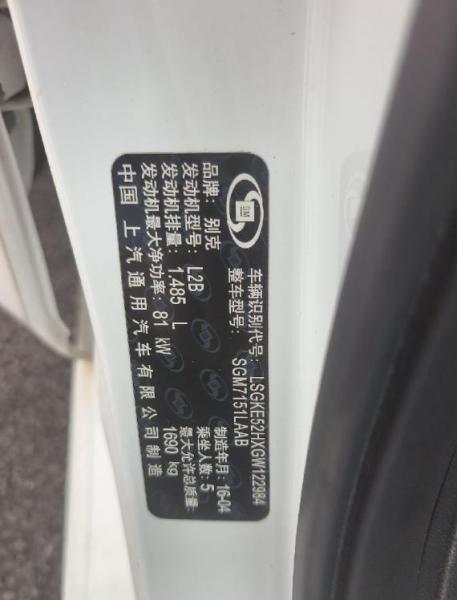 GM
车辆识别代号: LSGKE52HXGW122984
品牌: 别克 整车型号: SGM7151LAAB
发动机型号: L2B 制造年月: 16-04
发动机排量: 1.485 L 乘坐人数: 5
发动机最大净功率: 81 kW 最大允许总质量: 1690 kg
中国 上汽通用汽车有限公司制造